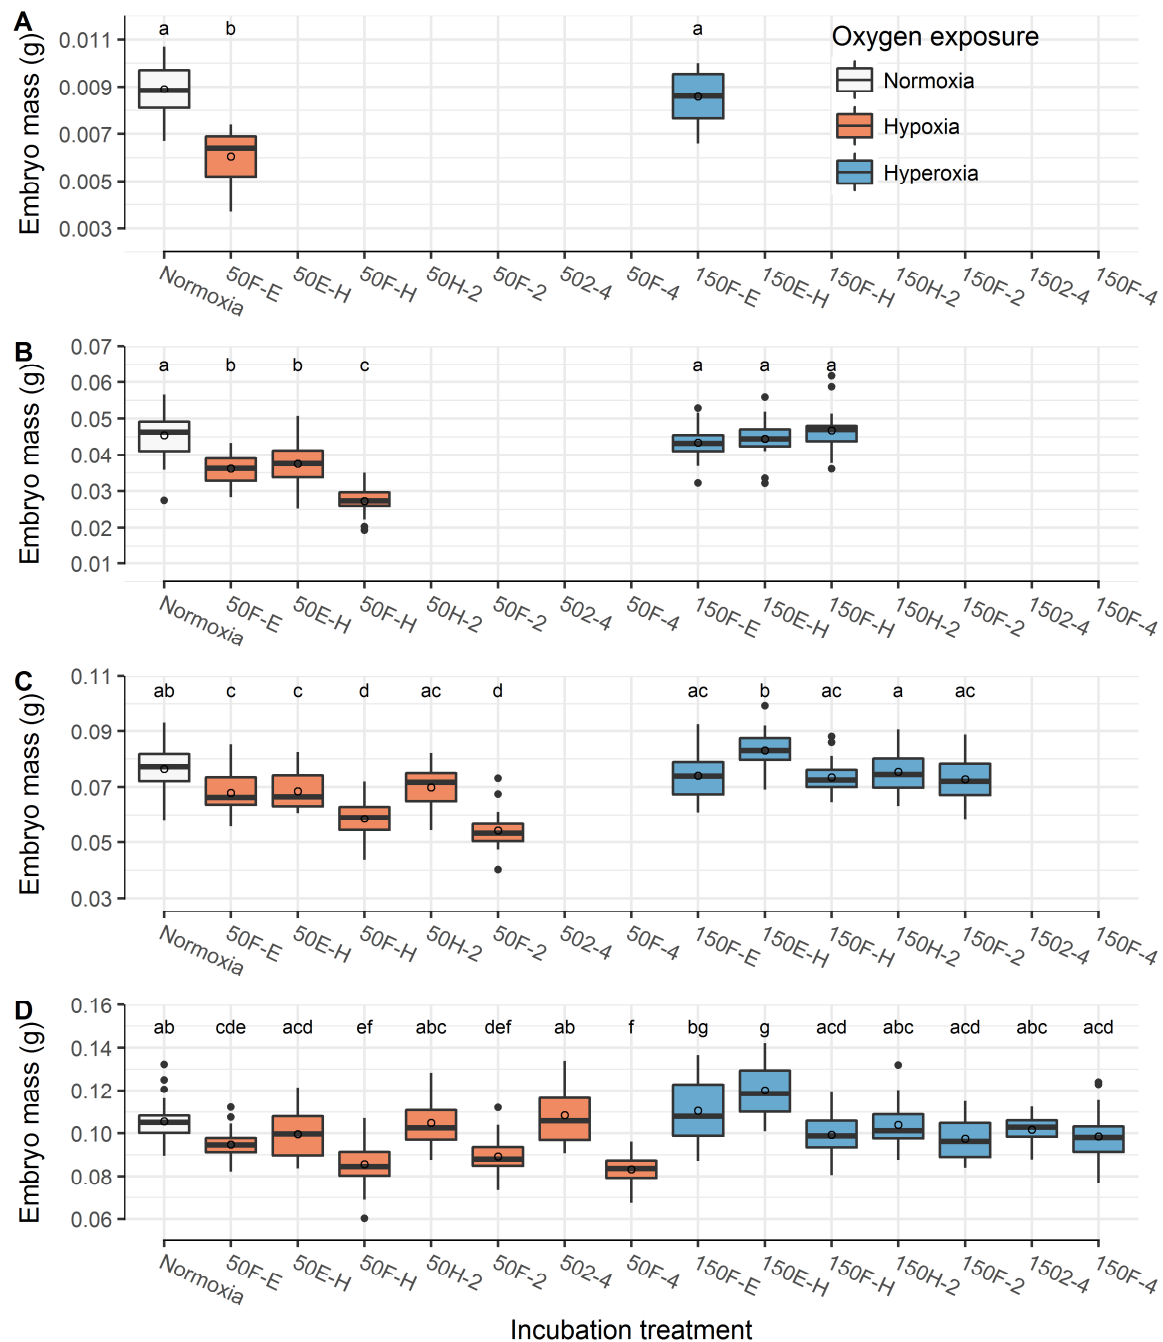 A
Embryo mass (g)
0.011
0.009
0.007
0.005
0.003
a b a
Oxygen exposure
Normoxia
Hypoxia
Hyperoxia
Normoxia 50F-E 50E-H 50F-H 50H-2 50F-2 502-4 50F-4 150F-E 150E-H 150F-H 150H-2 150F-2 1502-4 150F-4
B
Embryo mass (g)
0.07
0.06
0.05
0.04
0.03
0.02
0.01
a b b c a a a
Normoxia 50F-E 50E-H 50F-H 50H-2 50F-2 502-4 50F-4 150F-E 150E-H 150F-H 150H-2 150F-2 1502-4 150F-4
C
Embryo mass (g)
0.11
0.09
0.07
0.05
0.03
ab c c d ac d ac b ac a ac
Normoxia 50F-E 50E-H 50F-H 50H-2 50F-2 502-4 50F-4 150F-E 150E-H 150F-H 150H-2 150F-2 1502-4 150F-4
D
Embryo mass (g)
0.16
0.14
0.12
0.10
0.08
0.06
ab cde acd ef abc def ab f bg g acd abc acd abc acd
Normoxia 50F-E 50E-H 50F-H 50H-2 50F-2 502-4 50F-4 150F-E 150E-H 150F-H 150H-2 150F-2 1502-4 150F-4
Incubation treatment